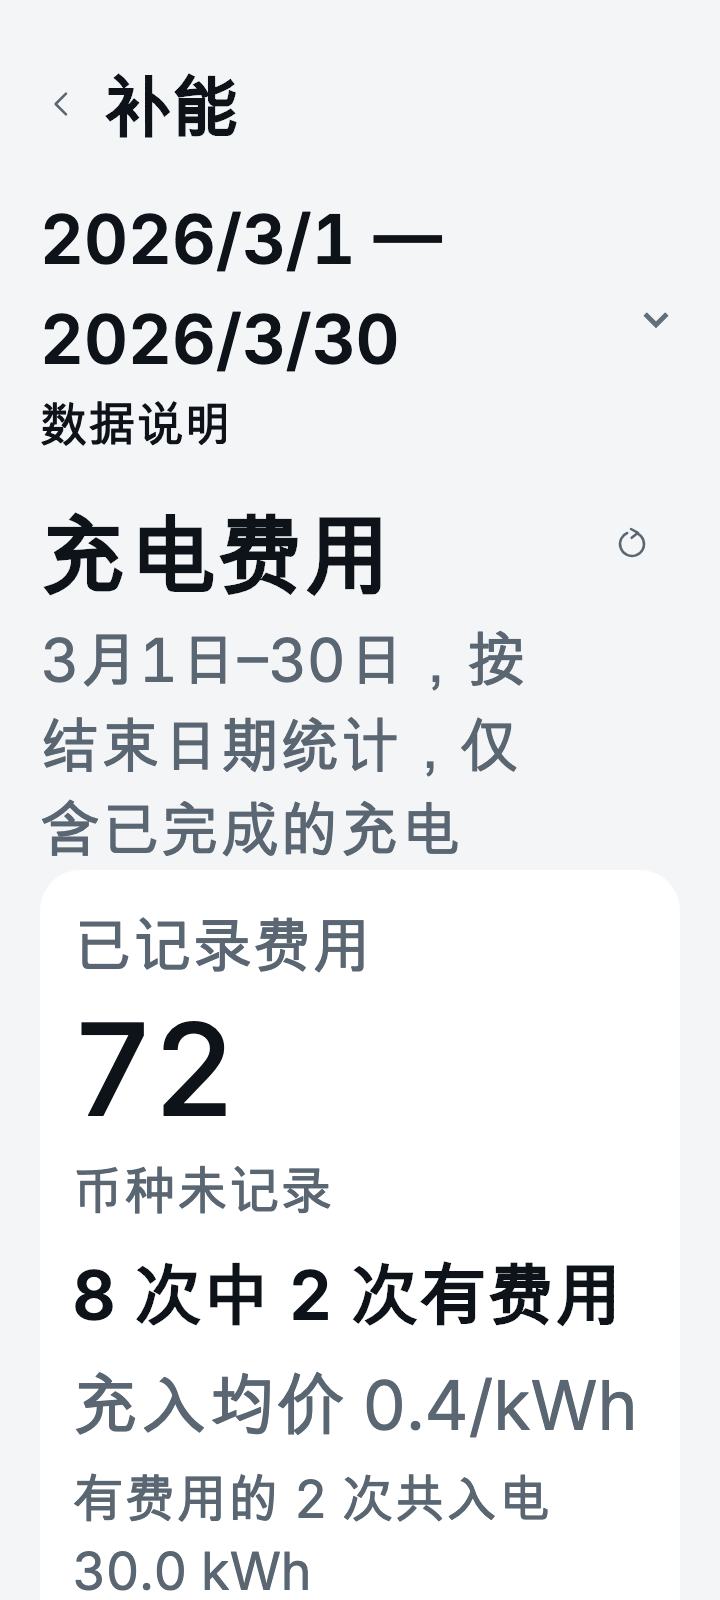 补能
2026/3/1 —
2026/3/30
数据说明
充电费用
3月1日–30日，按
结束日期统计，仅
含已完成的充电
已记录费用
72
币种未记录
8 次中 2 次有费用
充入均价 0.4/kWh
有费用的 2 次共入电
30.0 kWh